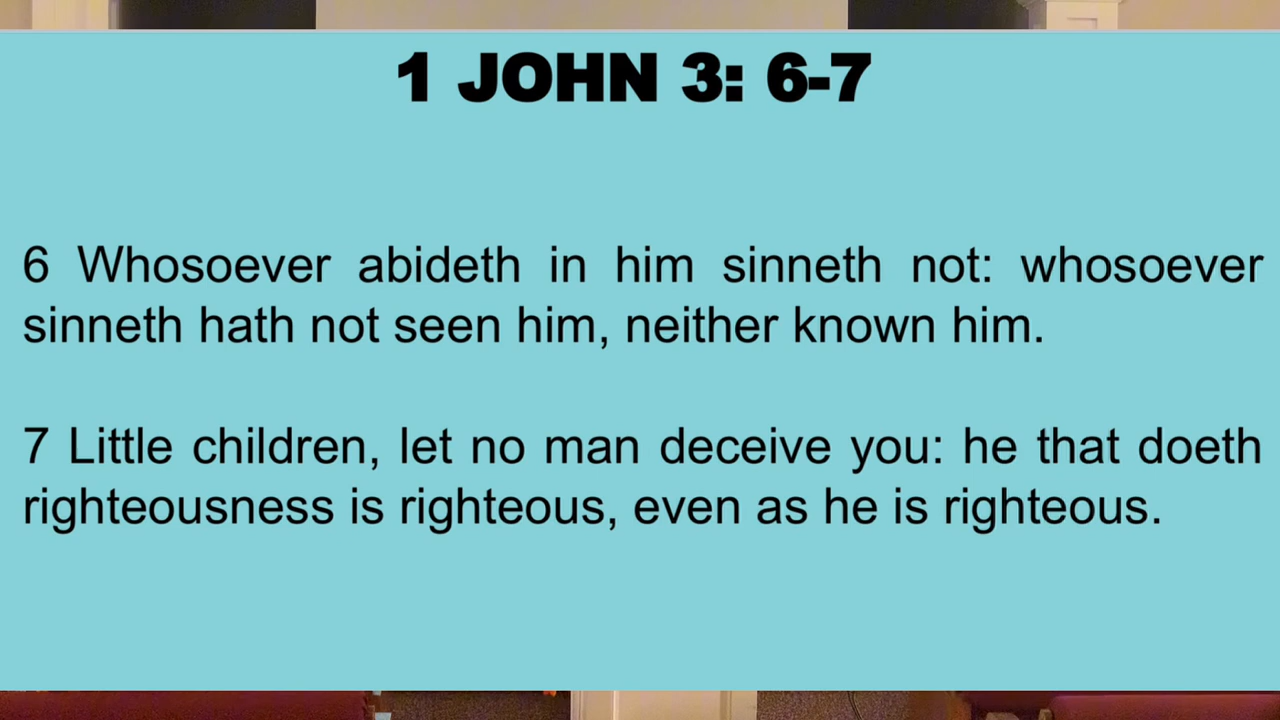 1 JOHN 3: 6-7
6 Whosoever abideth in him sinneth not: whosoever
sinneth hath not seen him, neither known him.
7 Little children, let no man deceive you: he that doeth
righteousness is righteous, even as he is righteous.